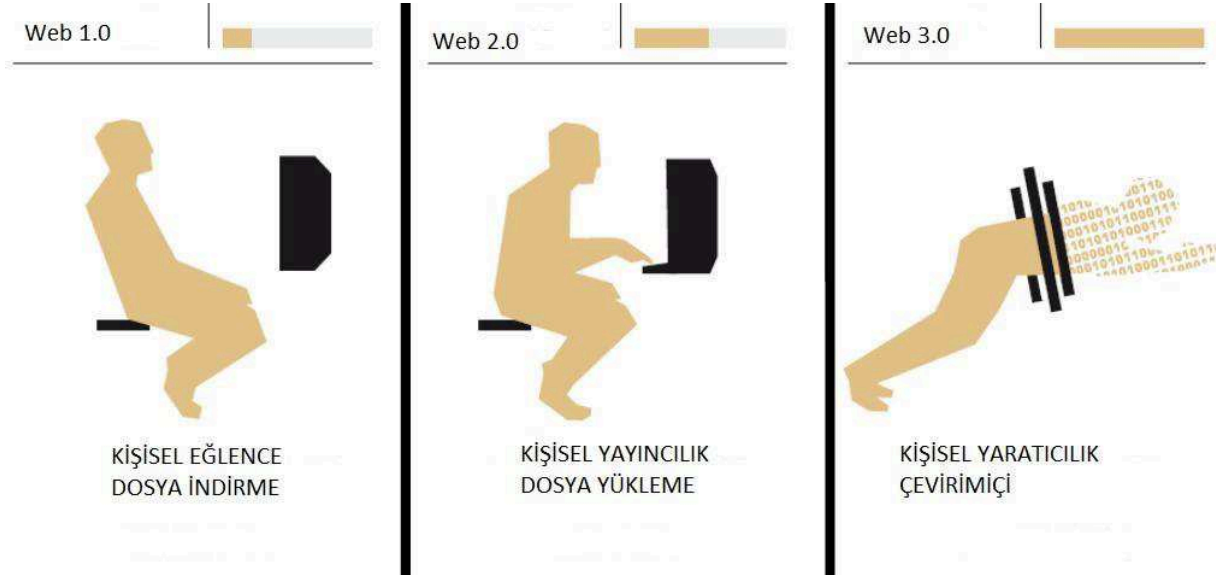 Web 1.0
KİŞİSEL EĞLENCE
DOSYA İNDİRME
Web 2.0
KİŞİSEL YAYINCILIK
DOSYA YÜKLEME
Web 3.0
KİŞİSEL YARATICILIK
ÇEVİRİMİÇİ